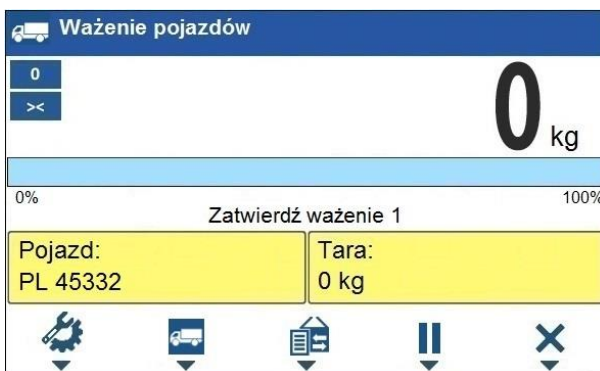 Ważenie pojazdów
0
><
0 kg
0% 100%
Zatwierdź ważenie 1
Pojazd: Tara:
PL 45332 0 kg